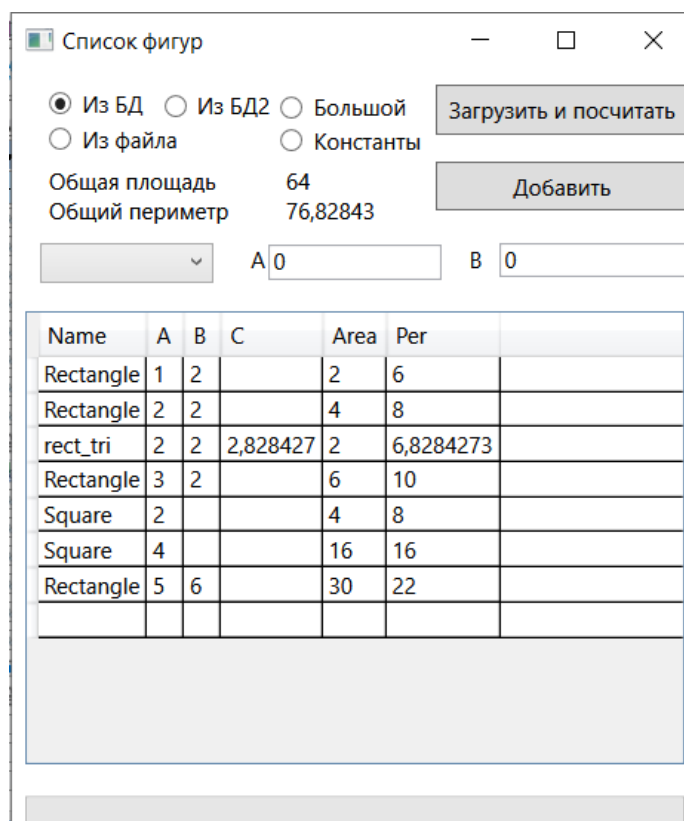 Список фигур
Из БД Из БД2 Большой Загрузить и посчитать
Из файла Константы
Общая площадь 64 Добавить
Общий периметр 76,82843
A 0 B 0
Name A B C Area Per
Rectangle 1 2 2 6
Rectangle 2 2 4 8
rect_tri 2 2 2,828427 2 6,8284273
Rectangle 3 2 6 10
Square 2 4 8
Square 4 16 16
Rectangle 5 6 30 22